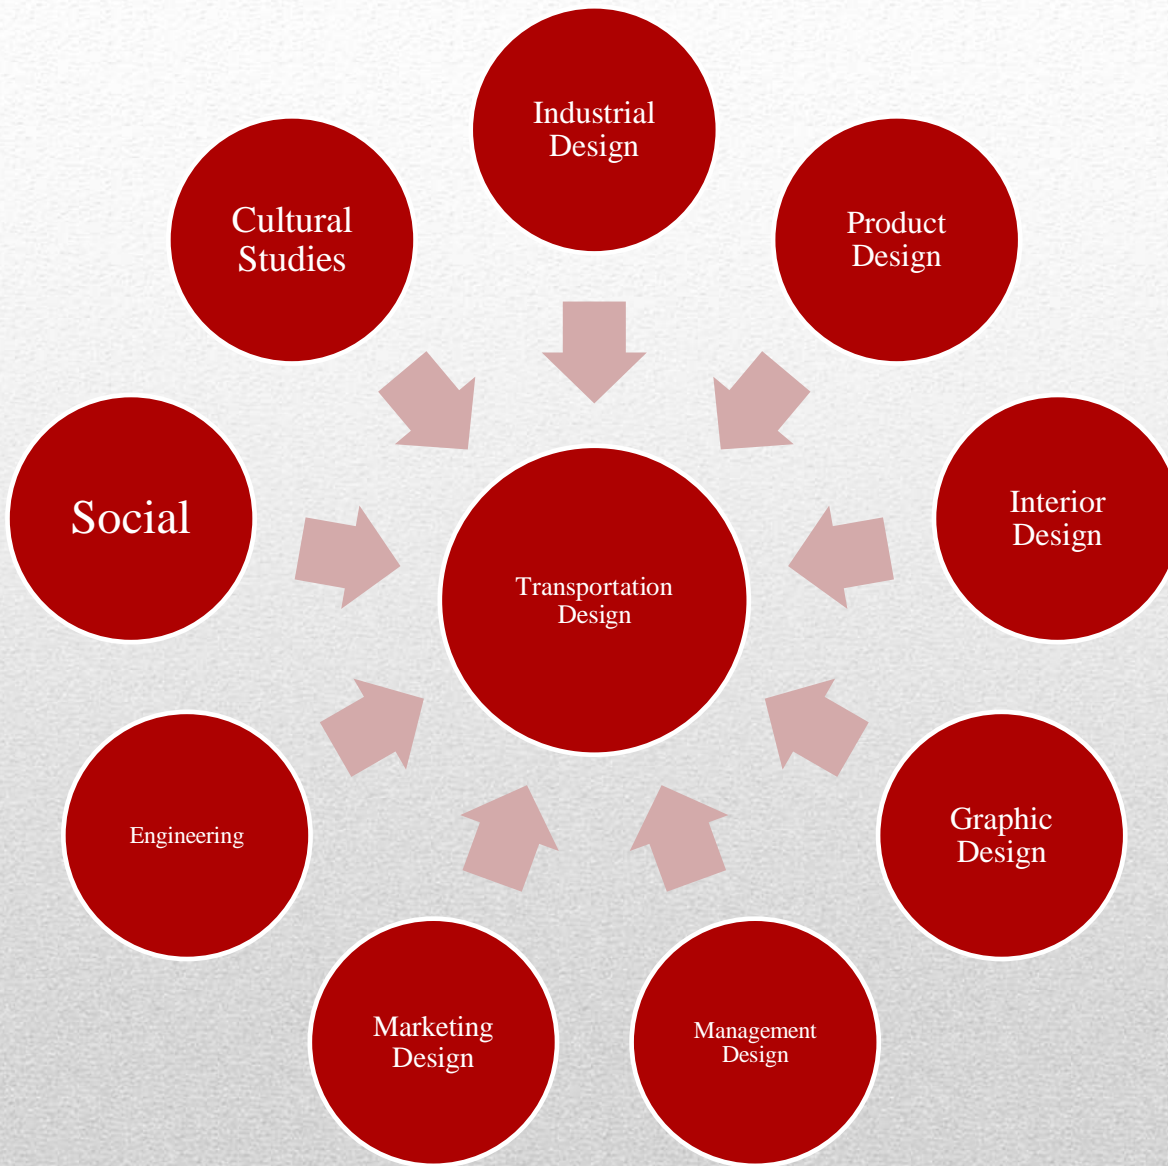 Industrial
Design
Product
Design
Interior
Design
Graphic
Design
Management
Design
Marketing
Design
Engineering
Social
Cultural
Studies
Transportation
Design